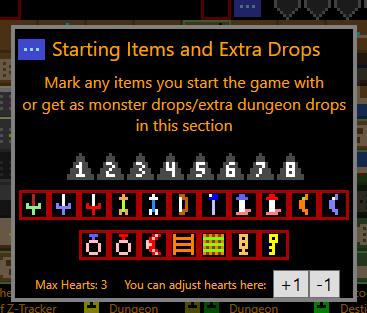 Starting Items and Extra Drops
Mark any items you start the game with
or get as monster drops/extra dungeon drops
in this section
1 2 3 4 5 6 7 8
Max Hearts: 3 You can adjust hearts here: +1 -1
of Z-Tracker Dungeon Dungeon